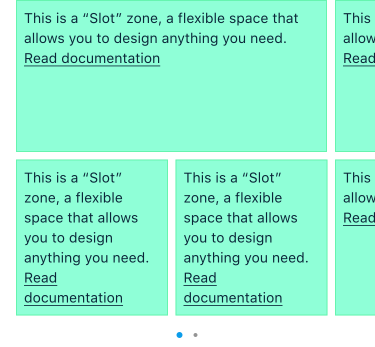 This is a “Slot” zone, a flexible space that
allows you to design anything you need.
Read documentation
This
allow
Read
This is a “Slot”
zone, a flexible
space that allows
you to design
anything you need.
Read
documentation
This is a “Slot”
zone, a flexible
space that allows
you to design
anything you need.
Read
documentation
This
allow
Read